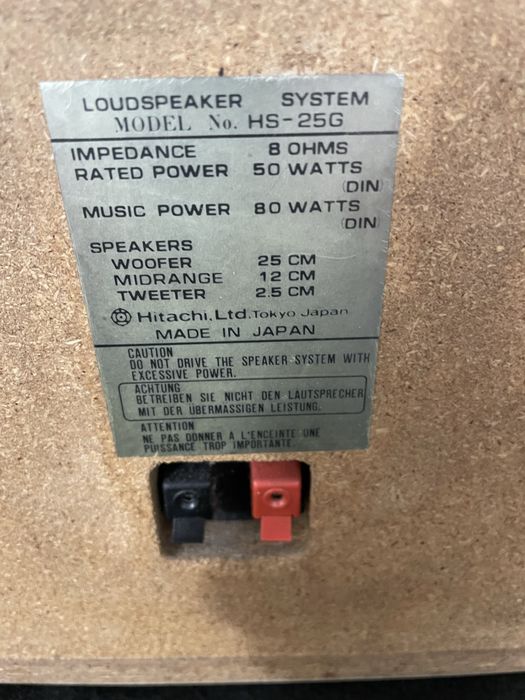 LOUDSPEAKER SYSTEM
MODEL No. HS-25G
IMPEDANCE 8 OHMS
RATED POWER 50 WATTS
(DIN)
MUSIC POWER 80 WATTS
(DIN)
SPEAKERS
WOOFER 25 CM
MIDRANGE 12 CM
TWEETER 2.5 CM
Hitachi, Ltd. Tokyo Japan
MADE IN JAPAN
CAUTION
DO NOT DRIVE THE SPEAKER SYSTEM WITH
EXCESSIVE POWER.
ACHTUNG
BETREIBEN SIE NICHT DEN LAUTSPRECHER
MIT DER ÜBERMASSIGEN LEISTUNG.
ATTENTION
NE PAS DONNER A L'ENCEINTE UNE
PUISSANCE TROP IMPORTANTE.